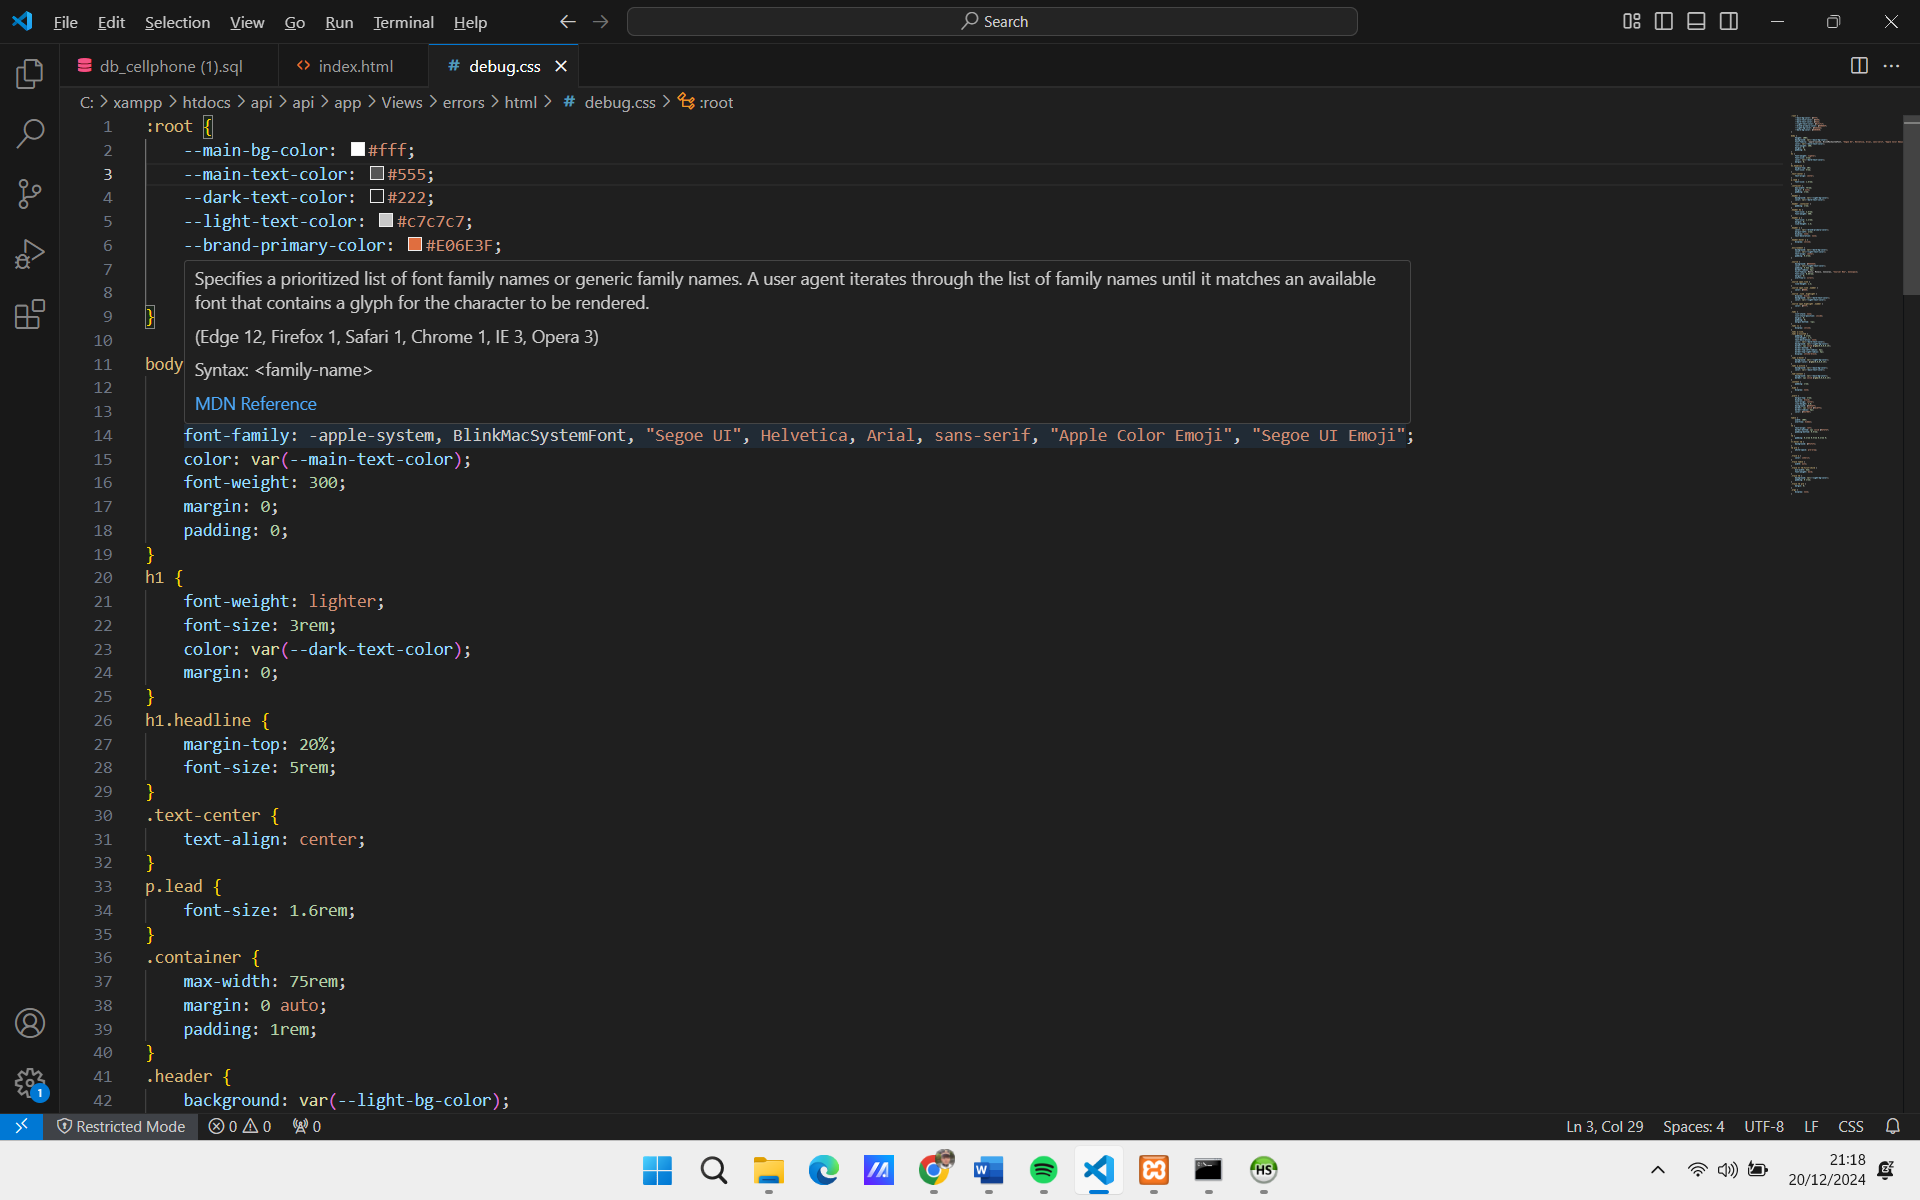 File Edit Selection View Go Run Terminal Help Search
db_cellphone (1).sql index.html # debug.css
C: > xampp > htdocs > api > api > app > Views > errors > html > # debug.css > :root
1 :root {
2 --main-bg-color: #fff;
3 --main-text-color: #555;
4 --dark-text-color: #222;
5 --light-text-color: #c7c7c7;
6 --brand-primary-color: #E06E3F;
7
8
9 }
10
11 body
12
13
Specifies a prioritized list of font family names or generic family names. A user agent iterates through the list of family names until it matches an available
font that contains a glyph for the character to be rendered.
(Edge 12, Firefox 1, Safari 1, Chrome 1, IE 3, Opera 3)
Syntax: <family-name>
MDN Reference
14 font-family: -apple-system, BlinkMacSystemFont, "Segoe UI", Helvetica, Arial, sans-serif, "Apple Color Emoji", "Segoe UI Emoji";
15 color: var(--main-text-color);
16 font-weight: 300;
17 margin: 0;
18 padding: 0;
19 }
20 h1 {
21 font-weight: lighter;
22 font-size: 3rem;
23 color: var(--dark-text-color);
24 margin: 0;
25 }
26 h1.headline {
27 margin-top: 20%;
28 font-size: 5rem;
29 }
30 .text-center {
31 text-align: center;
32 }
33 p.lead {
34 font-size: 1.6rem;
35 }
36 .container {
37 max-width: 75rem;
38 margin: 0 auto;
39 padding: 1rem;
40 }
41 .header {
42 background: var(--light-bg-color);
1
Restricted Mode 0 0 0 Ln 3, Col 29 Spaces: 4 UTF-8 LF CSS
HS
21:18
20/12/2024